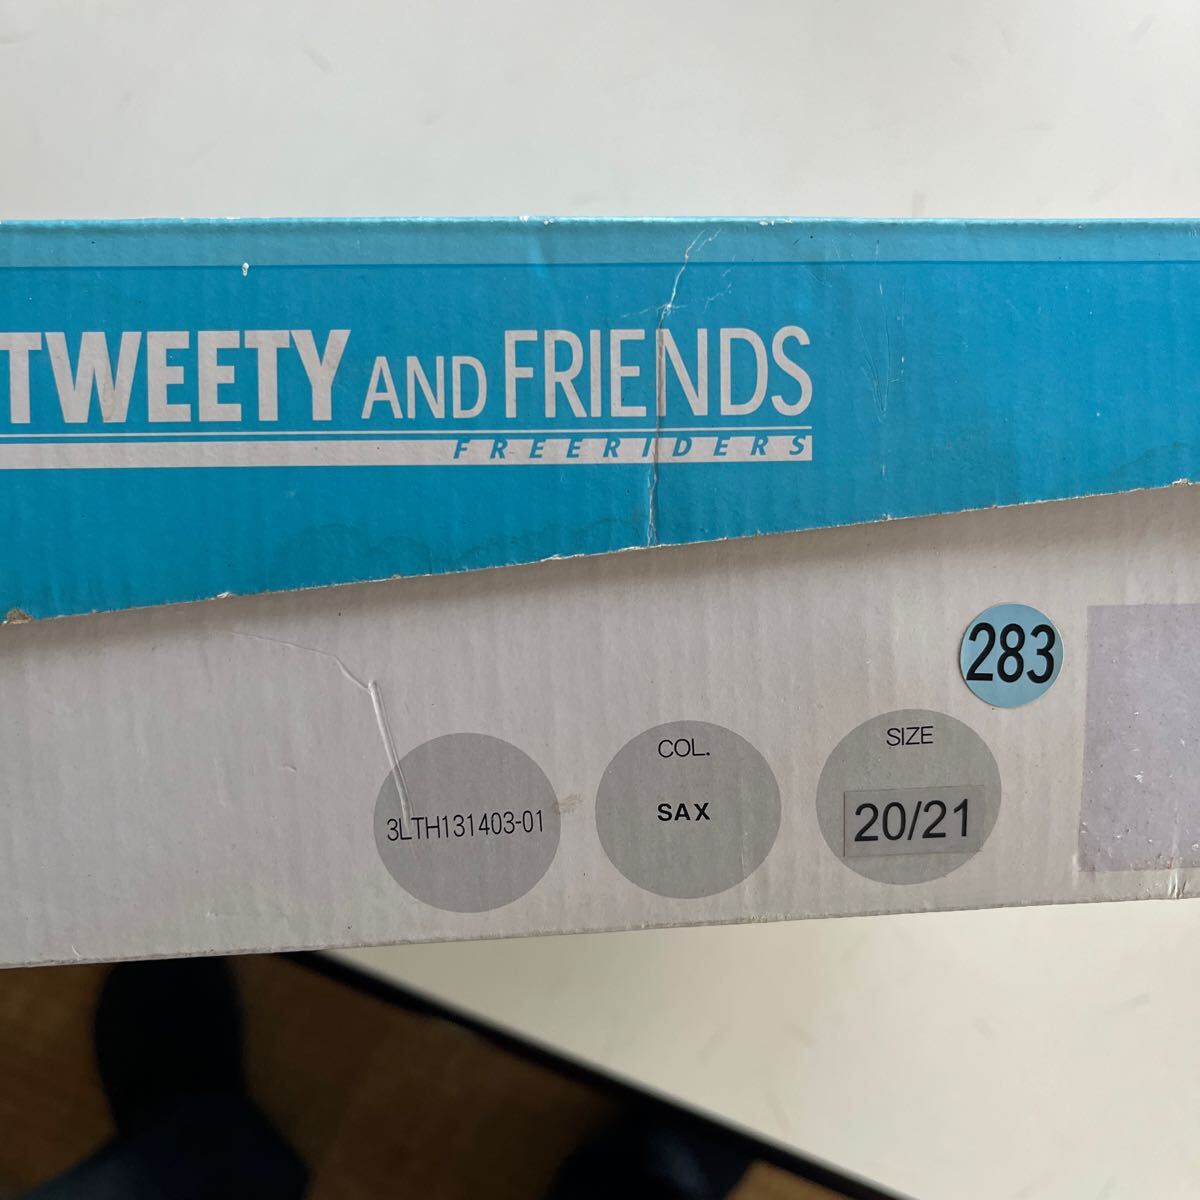 TWEETY AND FRIENDS
FREERIDERS
283
3LTH131403-01
COL.
SAX
SIZE
20/21